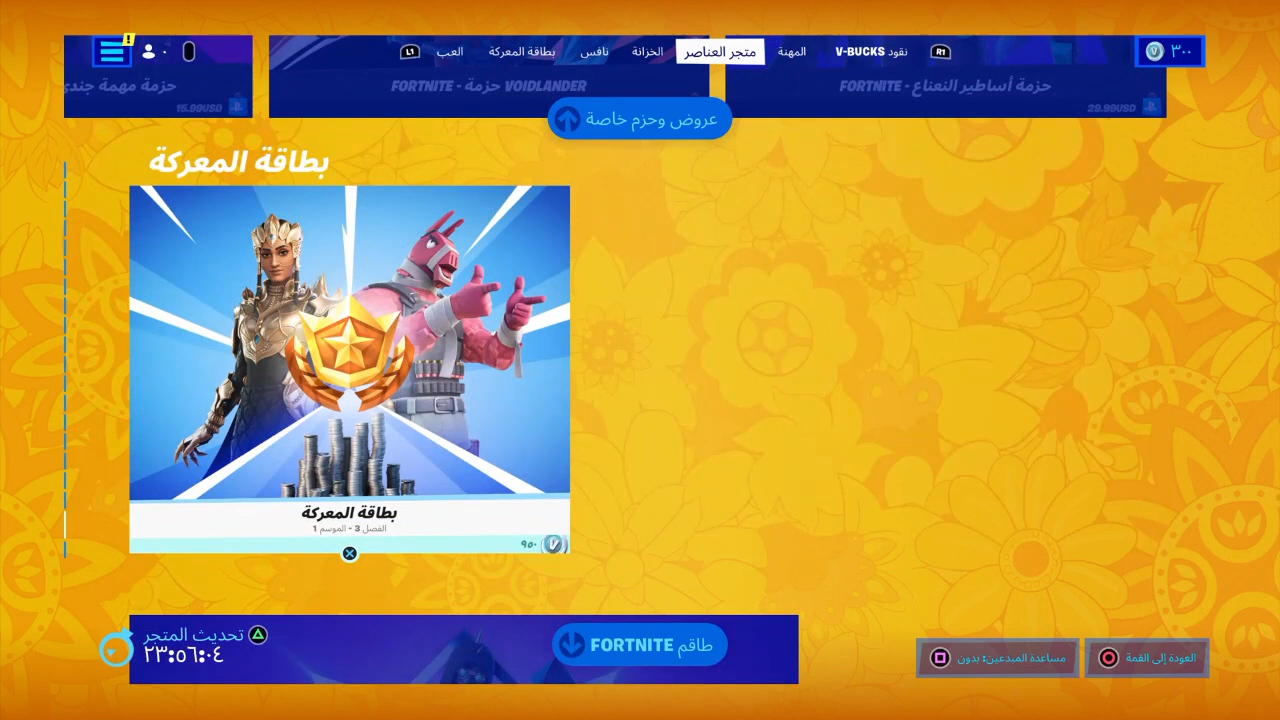 L1
العب
بطاقة المعركة
نافس
الخزانة
متجر العناصر
المهنة
نقود V-BUCKS
R1
٣٠٠
حزمة مهمة جندي
15.99USD
حزمة VOIDLANDER - FORTNITE
حزمة أساطير النعناع - FORTNITE
29.99USD
عروض وحزم خاصة
بطاقة المعركة
بطاقة المعركة
الفصل 3 - الموسم 1
٩٥٠
تحديث المتجر
٢٣:٥٦:٠٤
طاقم FORTNITE
مساعدة المبدعين: بدون
العودة إلى القمة